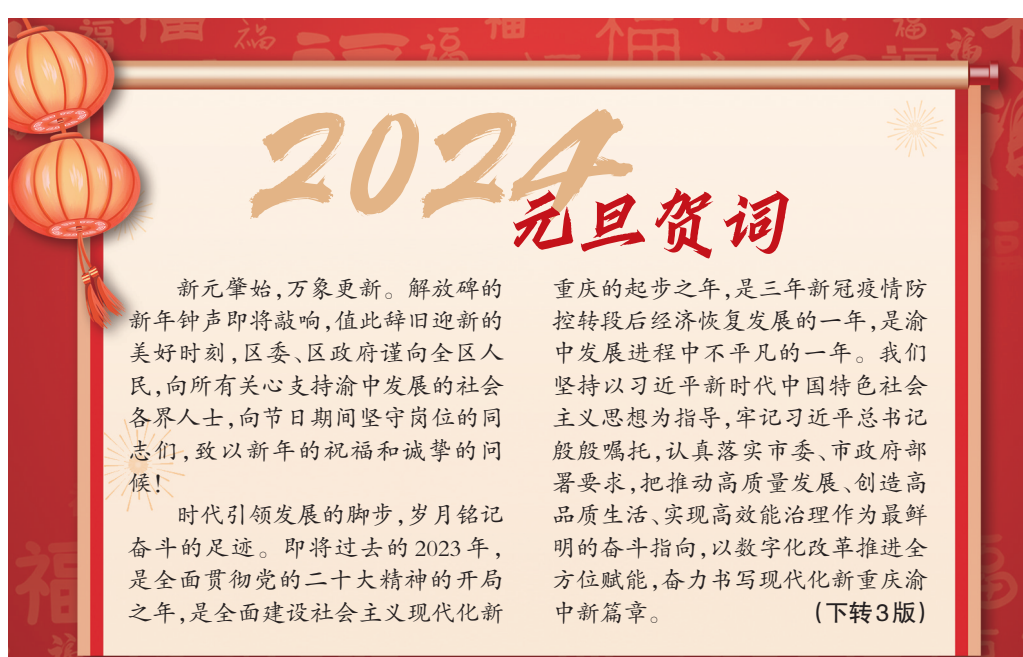 2024
元旦贺词
新元肇始,万象更新。解放碑的
新年钟声即将敲响,值此辞旧迎新的
美好时刻,区委、区政府谨向全区人
民,向所有关心支持渝中发展的社会
各界人士,向节日期间坚守岗位的同
志们,致以新年的祝福和诚挚的问
候!
时代引领发展的脚步,岁月铭记
奋斗的足迹。即将过去的2023年,
是全面贯彻党的二十大精神的开局
之年,是全面建设社会主义现代化新
重庆的起步之年,是三年新冠疫情防
控转段后经济恢复发展的一年,是渝
中发展进程中不平凡的一年。我们
坚持以习近平新时代中国特色社会
主义思想为指导,牢记习近平总书记
殷殷嘱托,认真落实市委、市政府部
署要求,把推动高质量发展、创造高
品质生活、实现高效能治理作为最鲜
明的奋斗指向,以数字化改革推进全
方位赋能,奋力书写现代化新重庆渝
中新篇章。
(下转3版)